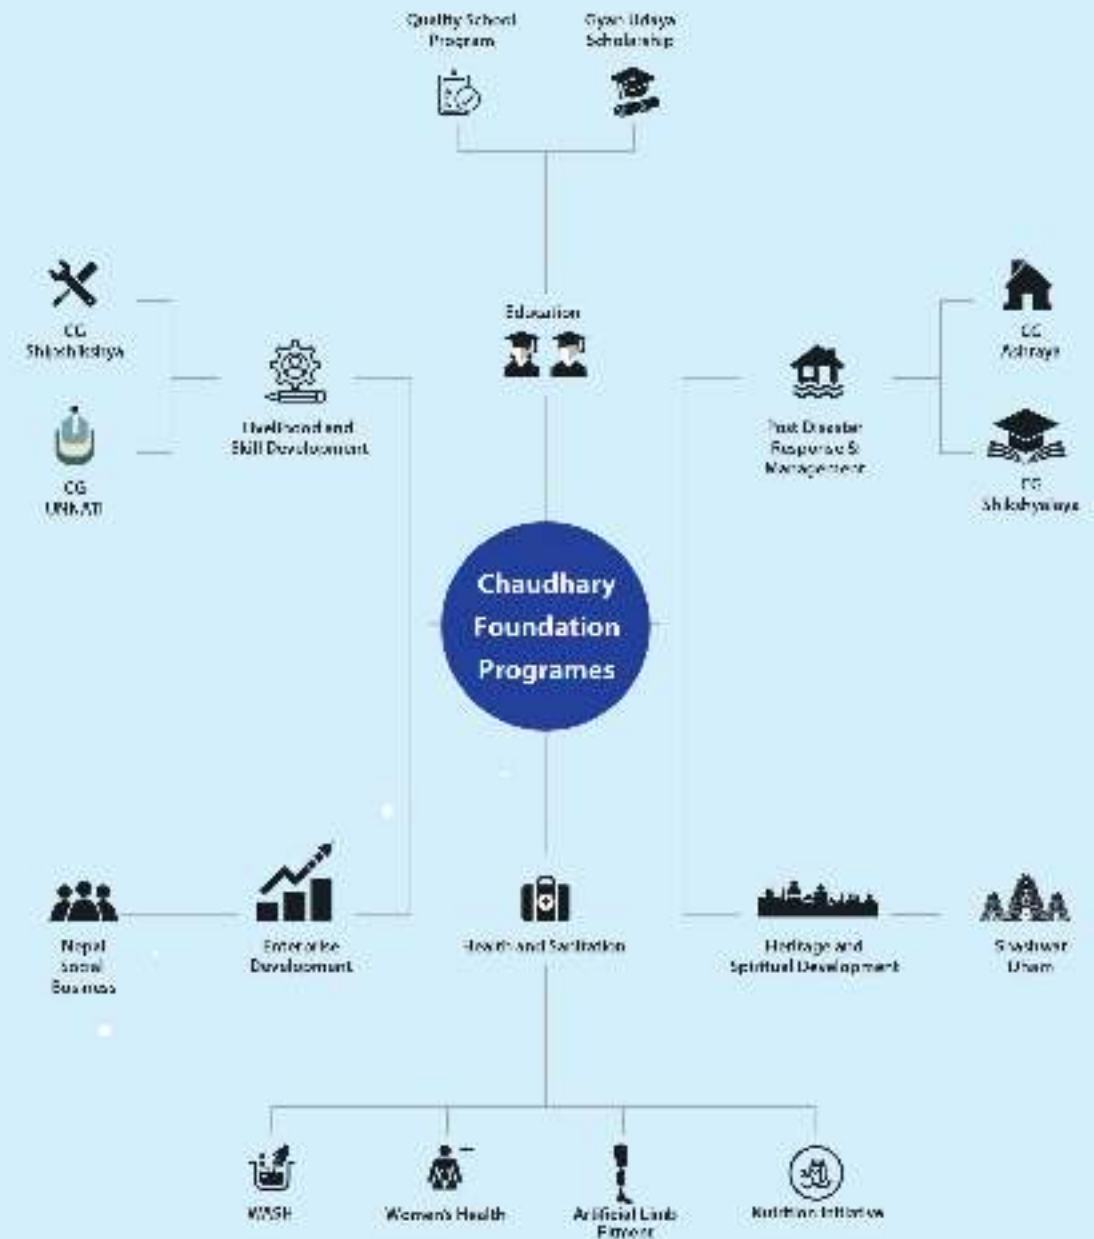 Quality School
Program
Gyan Udaya
Scholarship
Education
CG
CG
UNNATI
Livelihood and
Skill Development
Post Disaster
Response &
Management
CG
Ashraya
CG
Shikshyalaya
Chaudhary
Foundation
Programes
Nepal
Social
Business
Enterprise
Development
Health and Sanitation
Heritage and
Spiritual Development
Shashwat
Dham
WASH
Women's Health
Artificial Limb
Fitment
Nutrition Initiative